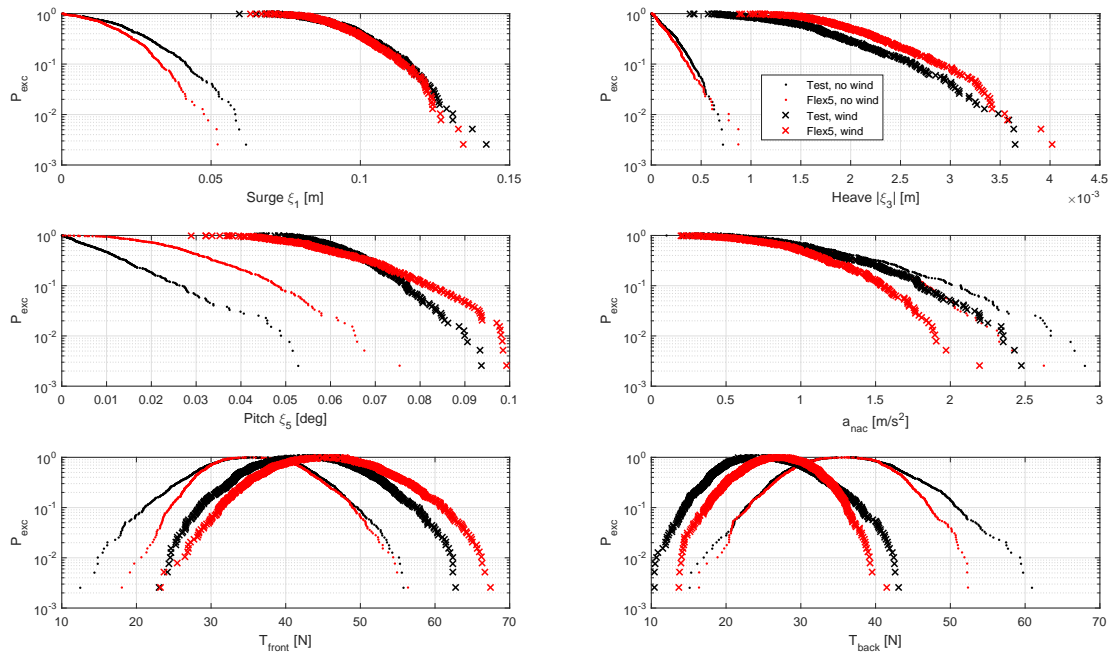 10^0
10^-1
10^-2
10^-3
P_exc
0 0.05 0.1 0.15
Surge ξ_1 [m]
10^0
10^-1
10^-2
10^-3
P_exc
Test, no wind
Flex5, no wind
Test, wind
Flex5, wind
0 0.5 1 1.5 2 2.5 3 3.5 4 4.5
Heave |ξ_3| [m]
×10^-3
10^0
10^-1
10^-2
10^-3
P_exc
0 0.01 0.02 0.03 0.04 0.05 0.06 0.07 0.08 0.09 0.1
Pitch ξ_5 [deg]
10^0
10^-1
10^-2
10^-3
P_exc
0 0.5 1 1.5 2 2.5 3
a_nac [m/s^2]
10^0
10^-1
10^-2
10^-3
P_exc
10 20 30 40 50 60 70
T_front [N]
10^0
10^-1
10^-2
10^-3
P_exc
10 20 30 40 50 60 70
T_back [N]